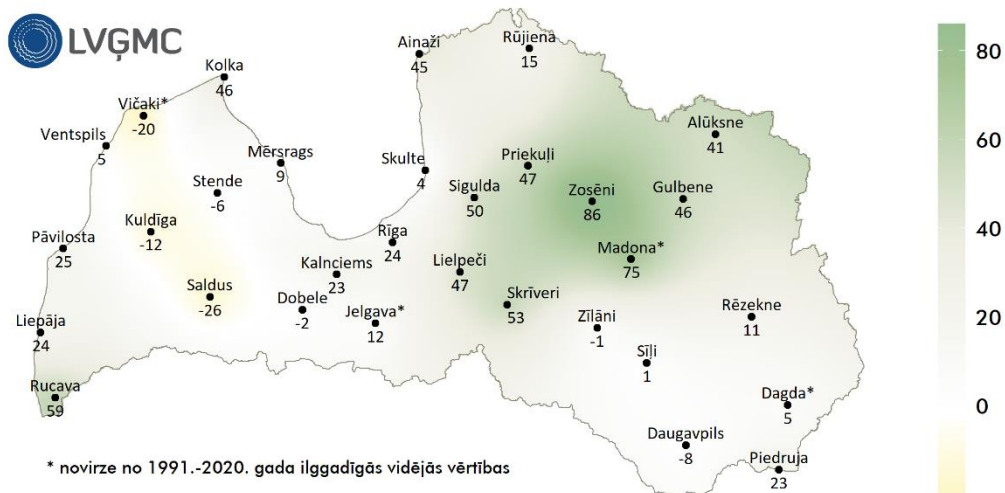 LVĢMC
Ainaži
45
Rūjiena
15
80
Kolka
46
Vičaki*
-20
Ventspils
5
Mērsrags
9
Skulte
4
Priekuļi
47
Alūksne
41
60
Stende
-6
Sigulda
50
Zosēni
86
Gulbene
46
Kuldīga
-12
Pāvilosta
25
Rīga
24
Madona*
75
40
Kalnciems
23
Lielpeči
47
Saldus
-26
Dobele
-2
Jelgava*
12
Skrīveri
53
Zīlāni
-1
Rēzekne
11
20
Liepāja
24
Sīļi
1
Rucava
59
Dagda*
5
0
Daugavpils
-8
Piedruja
23
* novirze no 1991.-2020. gada ilggadīgās vidējās vērtības